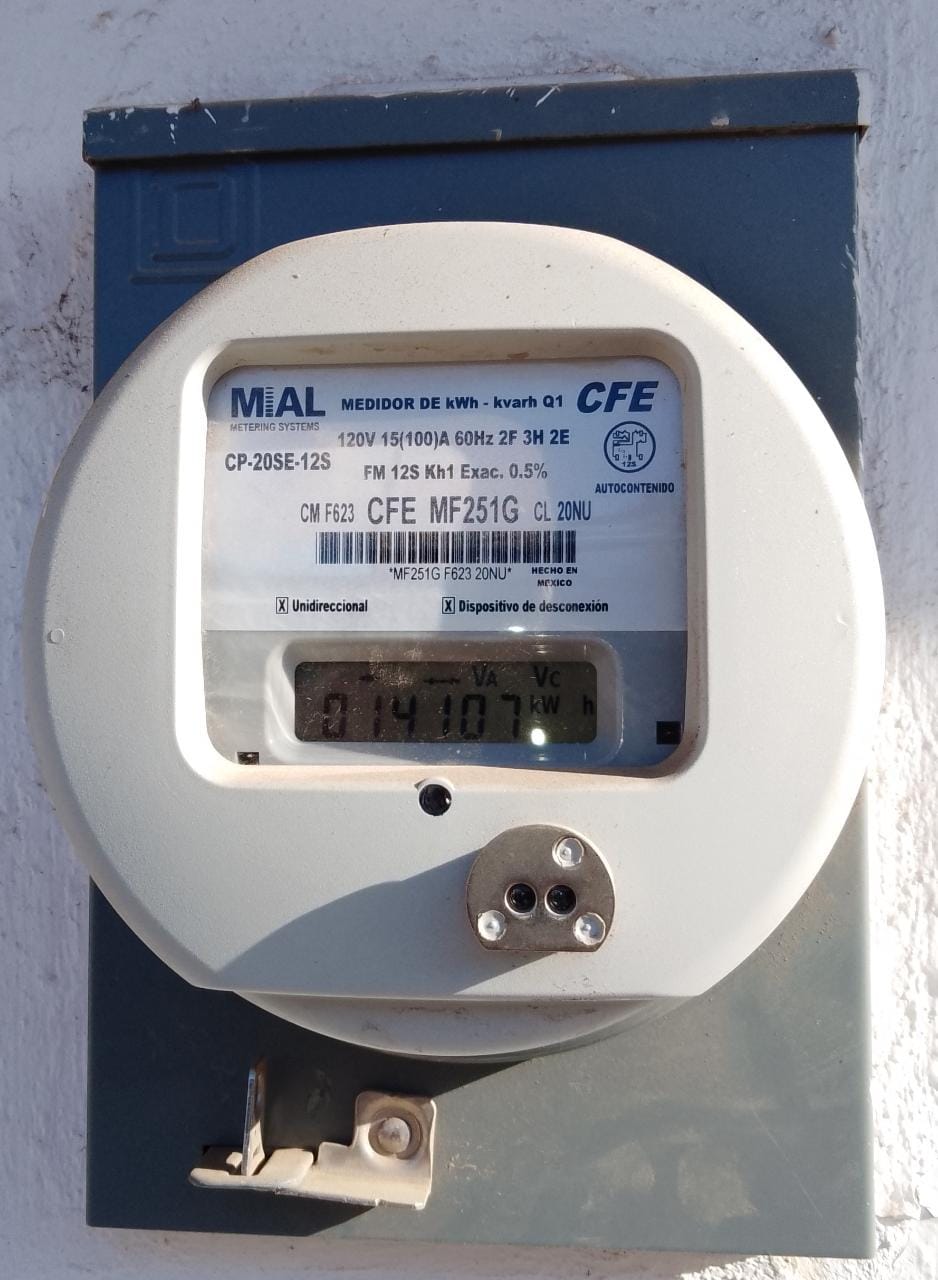 MIAL MEDIDOR DE kWh - kvarh Q1 CFE
METERING SYSTEMS
120V 15(100)A 60Hz 2F 3H 2E
CP-20SE-12S
FM 12S Kh1 Exac. 0.5%
12S
AUTOCONTENIDO
CM F623 CFE MF251G CL 20NU
*MF251G F623 20NU* HECHO EN
MEXICO
X Unidireccional X Dispositivo de desconexión
VA VC
014107 kW h